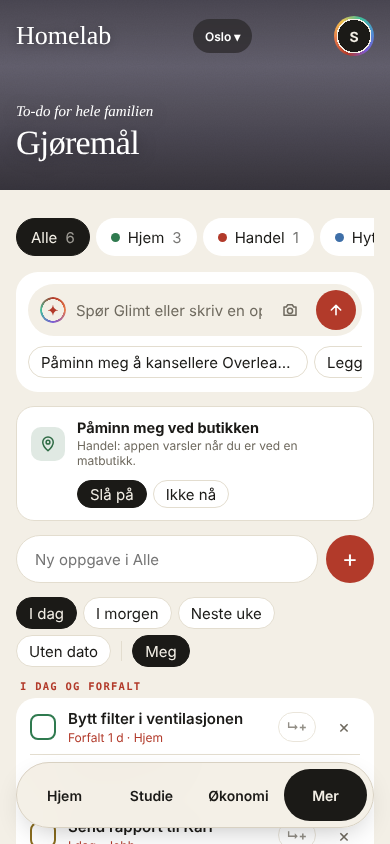 Homelab
Oslo ▾
S
To-do for hele familien
Gjøremål
Alle 6
Hjem 3
Handel 1
Hyt
Spør Glimt eller skriv en op
Påminn meg å kansellere Overlea...
Legg
Påminn meg ved butikken
Handel: appen varsler når du er ved en
matbutikk.
Slå på
Ikke nå
Ny oppgave i Alle
+
I dag
I morgen
Neste uke
Uten dato
Meg
I DAG OG FORFALT
Bytt filter i ventilasjonen
Forfalt 1 d · Hjem
Hjem
Studie
Økonomi
Mer
Send rapport til Kari